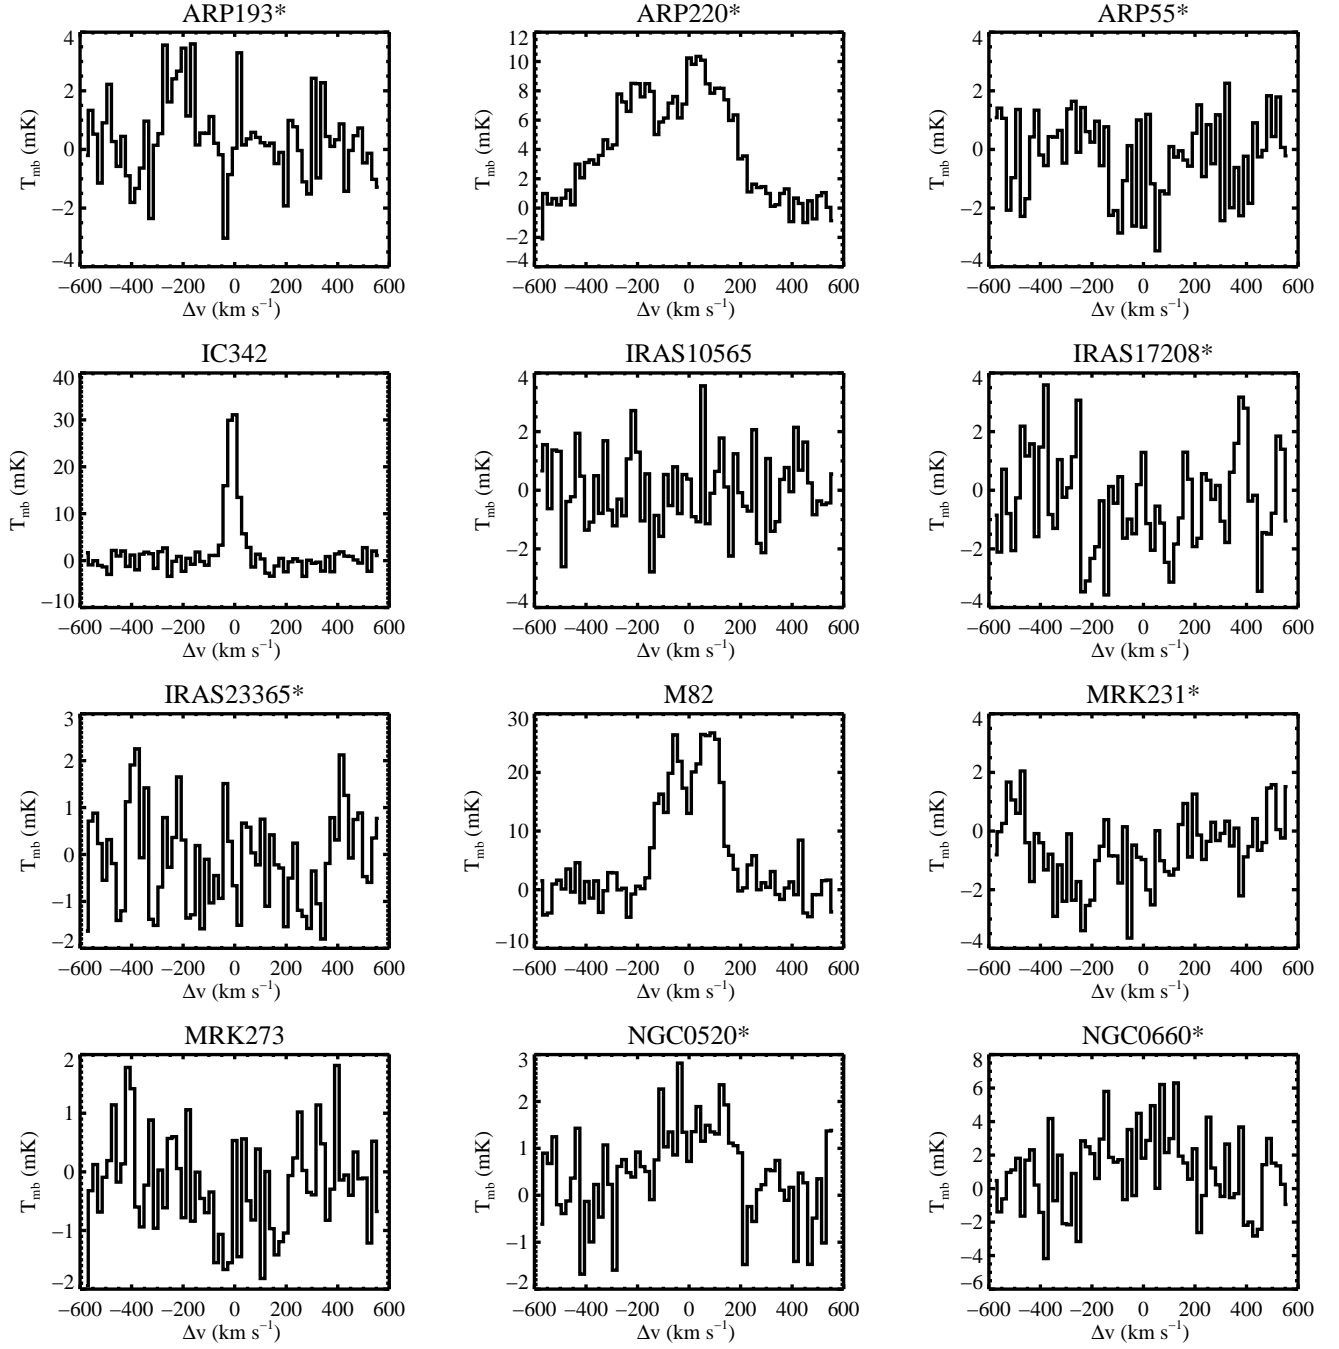 ARP193* ARP220* ARP55*
4 12 4
2 10 2
0 8 0
−2 6 −2
−4 4 −4
2
0
−2
−4
T_mb (mK) T_mb (mK) T_mb (mK)
−600 −400 −200 0 200 400 600 −600 −400 −200 0 200 400 600 −600 −400 −200 0 200 400 600
Δv (km s⁻¹) Δv (km s⁻¹) Δv (km s⁻¹)
IC342 IRAS10565 IRAS17208*
40 4 4
30 2 2
20 0 0
10 −2 −2
0 −4 −4
−10
T_mb (mK) T_mb (mK) T_mb (mK)
−600 −400 −200 0 200 400 600 −600 −400 −200 0 200 400 600 −600 −400 −200 0 200 400 600
Δv (km s⁻¹) Δv (km s⁻¹) Δv (km s⁻¹)
IRAS23365* M82 MRK231*
3 30 4
2 20 2
1 10 0
0 0 −2
−1 −10 −4
−2
T_mb (mK) T_mb (mK) T_mb (mK)
−600 −400 −200 0 200 400 600 −600 −400 −200 0 200 400 600 −600 −400 −200 0 200 400 600
Δv (km s⁻¹) Δv (km s⁻¹) Δv (km s⁻¹)
MRK273 NGC0520* NGC0660*
2 3 8
1 2 6
0 1 4
−1 0 2
−2 −1 0
−2 −2
−4
−6
T_mb (mK) T_mb (mK) T_mb (mK)
−600 −400 −200 0 200 400 600 −600 −400 −200 0 200 400 600 −600 −400 −200 0 200 400 600
Δv (km s⁻¹) Δv (km s⁻¹) Δv (km s⁻¹)